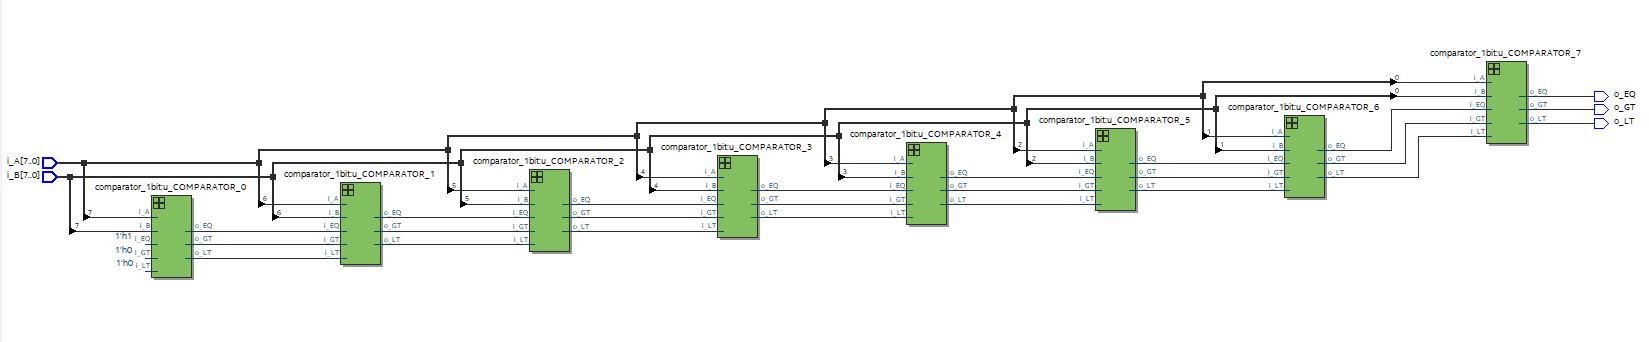 comparator_1bit:u_COMPARATOR_7
0 i_A
0 i_B
i_EQ
i_GT
i_LT
o_EQ
o_GT
o_LT
o_EQ
o_GT
o_LT
comparator_1bit:u_COMPARATOR_6
1 i_A
1 i_B
i_EQ
i_GT
i_LT
o_EQ
o_GT
o_LT
comparator_1bit:u_COMPARATOR_5
2 i_A
2 i_B
i_EQ
i_GT
i_LT
o_EQ
o_GT
o_LT
comparator_1bit:u_COMPARATOR_4
3 i_A
3 i_B
i_EQ
i_GT
i_LT
o_EQ
o_GT
o_LT
comparator_1bit:u_COMPARATOR_3
4 i_A
4 i_B
i_EQ
i_GT
i_LT
o_EQ
o_GT
o_LT
comparator_1bit:u_COMPARATOR_2
5 i_A
5 i_B
i_EQ
i_GT
i_LT
o_EQ
o_GT
o_LT
comparator_1bit:u_COMPARATOR_1
6 i_A
6 i_B
i_EQ
i_GT
i_LT
o_EQ
o_GT
o_LT
i_A[7..0]
i_B[7..0]
comparator_1bit:u_COMPARATOR_0
7 i_A
7 i_B
1'h1 i_EQ
1'h0 i_GT
1'h0 i_LT
o_EQ
o_GT
o_LT